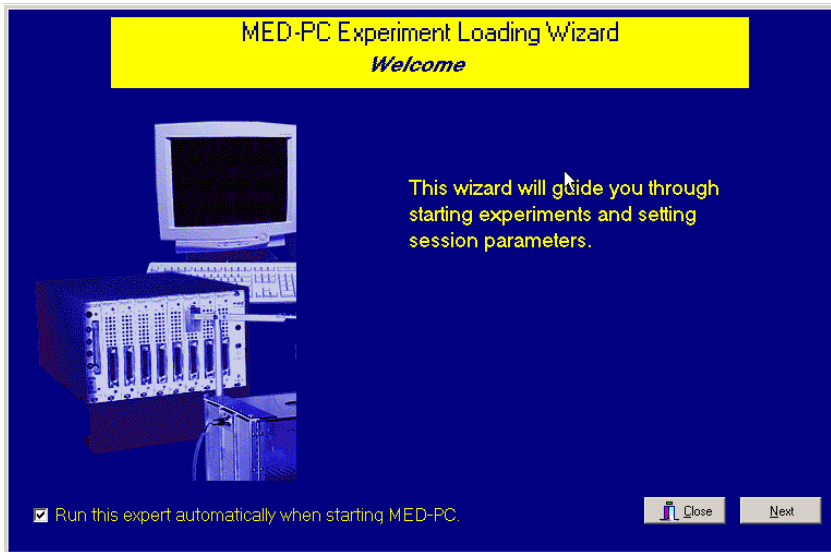 MED-PC Experiment Loading Wizard
Welcome
This wizard will guide you through
starting experiments and setting
session parameters.
Run this expert automatically when starting MED-PC.
Close
Next